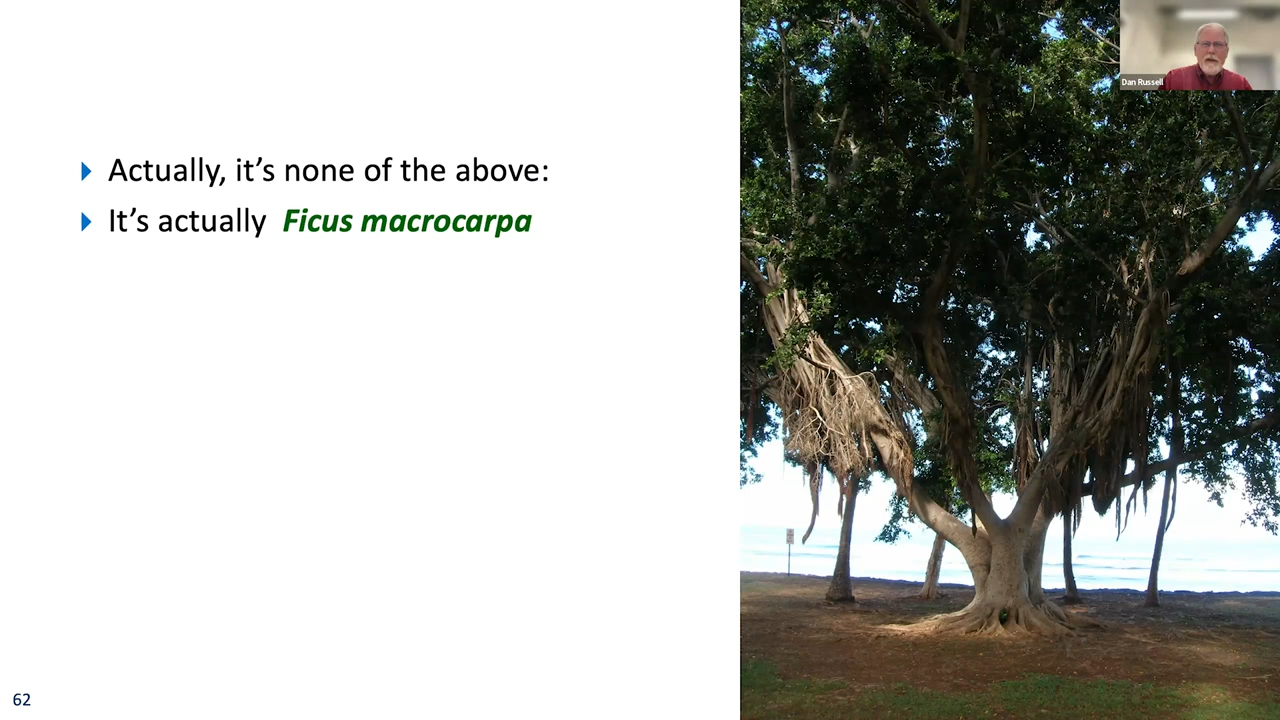 Actually, it's none of the above:
It's actually Ficus macrocarpa
Dan Russell
62